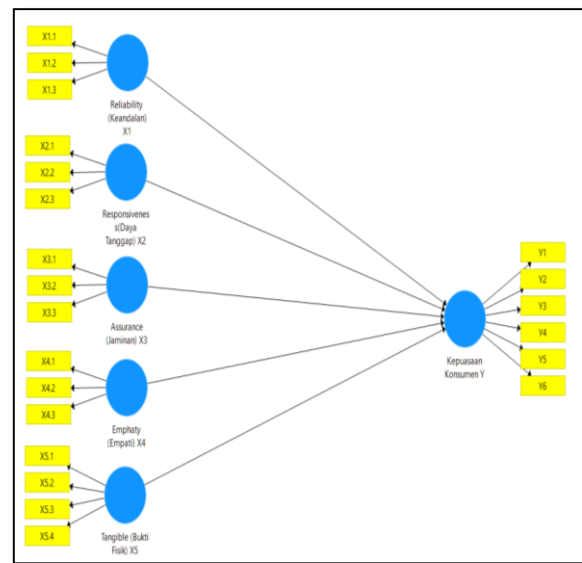 X1.1
X1.2
X1.3
Reliability
(Keandalan)
X1
X2.1
X2.2
X2.3
Responsivenes
s(Daya
Tanggap) X2
X3.1
X3.2
X3.3
Assurance
(Jaminan) X3
X4.1
X4.2
X4.3
Emphaty
(Empati) X4
X5.1
X5.2
X5.3
X5.4
Tangible (Bukti
Fisik) X5
Y1
Y2
Y3
Y4
Y5
Y6
Kepuasaan
Konsumen Y